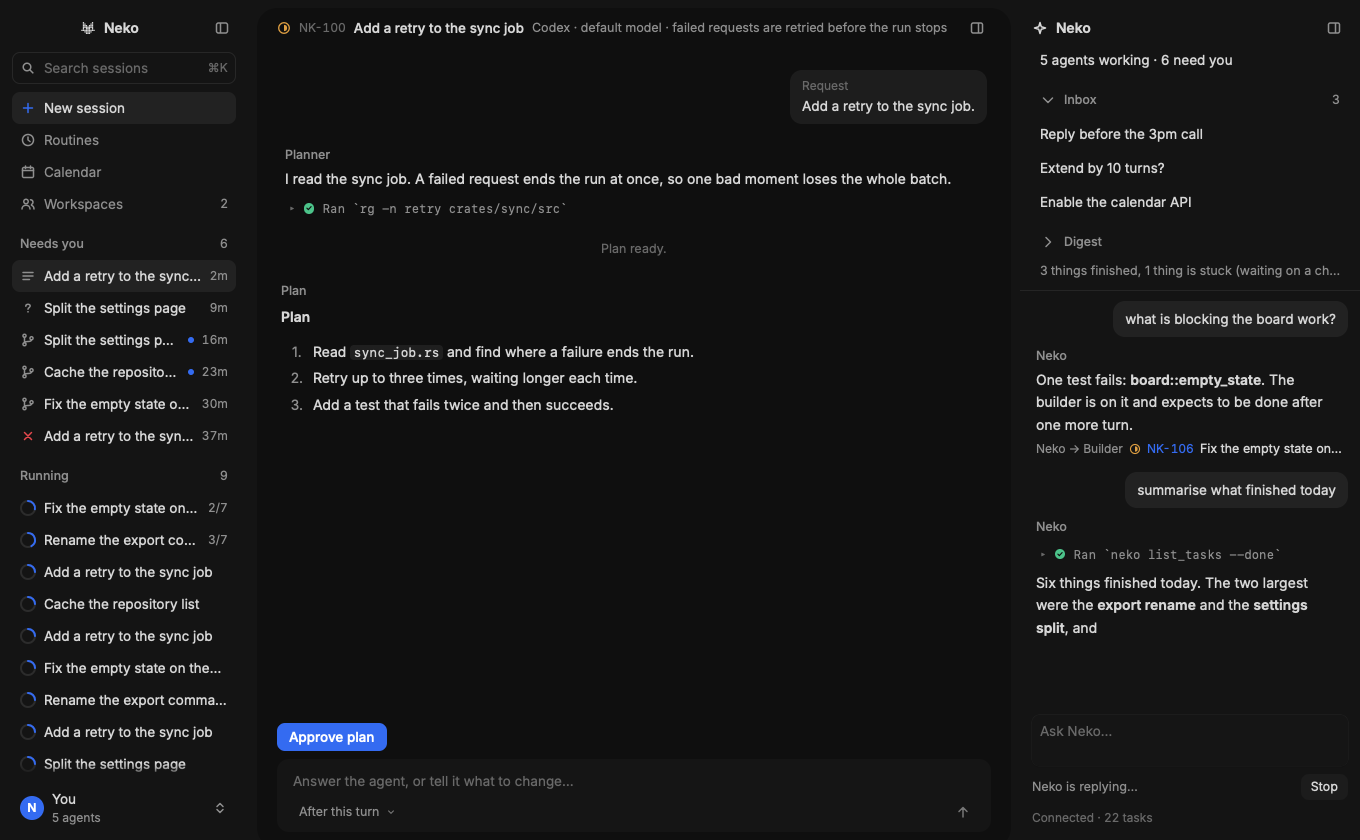 Neko
Search sessions ⌘K
New session
Routines
Calendar
Workspaces 2
Needs you 6
Add a retry to the sync... 2m
Split the settings page 9m
Split the settings p... 16m
Cache the reposito... 23m
Fix the empty state o... 30m
Add a retry to the syn... 37m
Running 9
Fix the empty state on... 2/7
Rename the export co... 3/7
Add a retry to the sync job
Cache the repository list
Add a retry to the sync job
Fix the empty state on the...
Rename the export comma...
Add a retry to the sync job
Split the settings page
N
You
5 agents
NK-100 Add a retry to the sync job Codex · default model · failed requests are retried before the run stops
Request
Add a retry to the sync job.
Planner
I read the sync job. A failed request ends the run at once, so one bad moment loses the whole batch.
Ran `rg -n retry crates/sync/src`
Plan ready.
Plan
Plan
1. Read sync_job.rs and find where a failure ends the run.
2. Retry up to three times, waiting longer each time.
3. Add a test that fails twice and then succeeds.
Approve plan
Answer the agent, or tell it what to change...
After this turn
Neko
5 agents working · 6 need you
Inbox 3
Reply before the 3pm call
Extend by 10 turns?
Enable the calendar API
Digest
3 things finished, 1 thing is stuck (waiting on a ch...
what is blocking the board work?
Neko
One test fails: board::empty_state. The
builder is on it and expects to be done after
one more turn.
Neko → Builder NK-106 Fix the empty state on...
summarise what finished today
Neko
Ran `neko list_tasks --done`
Six things finished today. The two largest
were the export rename and the settings
split, and
Ask Neko...
Neko is replying... Stop
Connected · 22 tasks